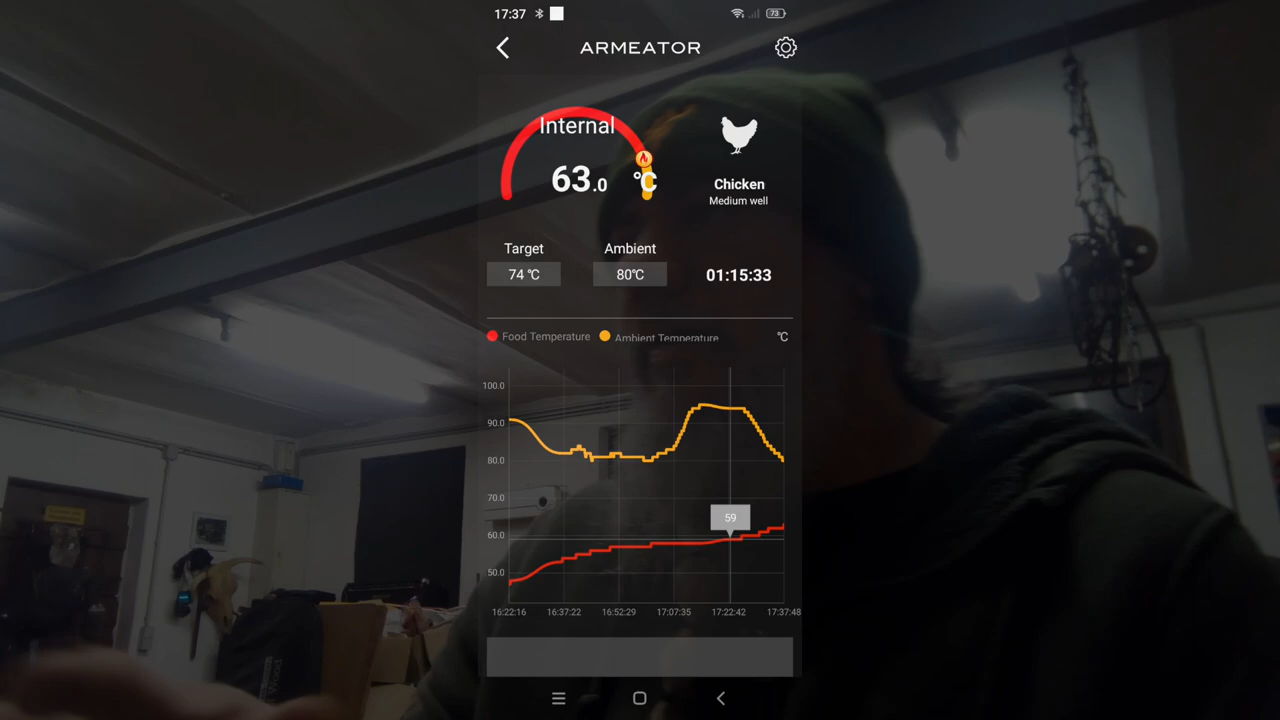 17:37
73
ARMEATOR
Internal
63.0 °C
Chicken
Medium well
Target
Ambient
74 ℃
80℃
01:15:33
Food Temperature
Ambient Temperature
℃
100.0
90.0
80.0
70.0
60.0
50.0
59
16:22:16 16:37:22 16:52:29 17:07:35 17:22:42 17:37:48